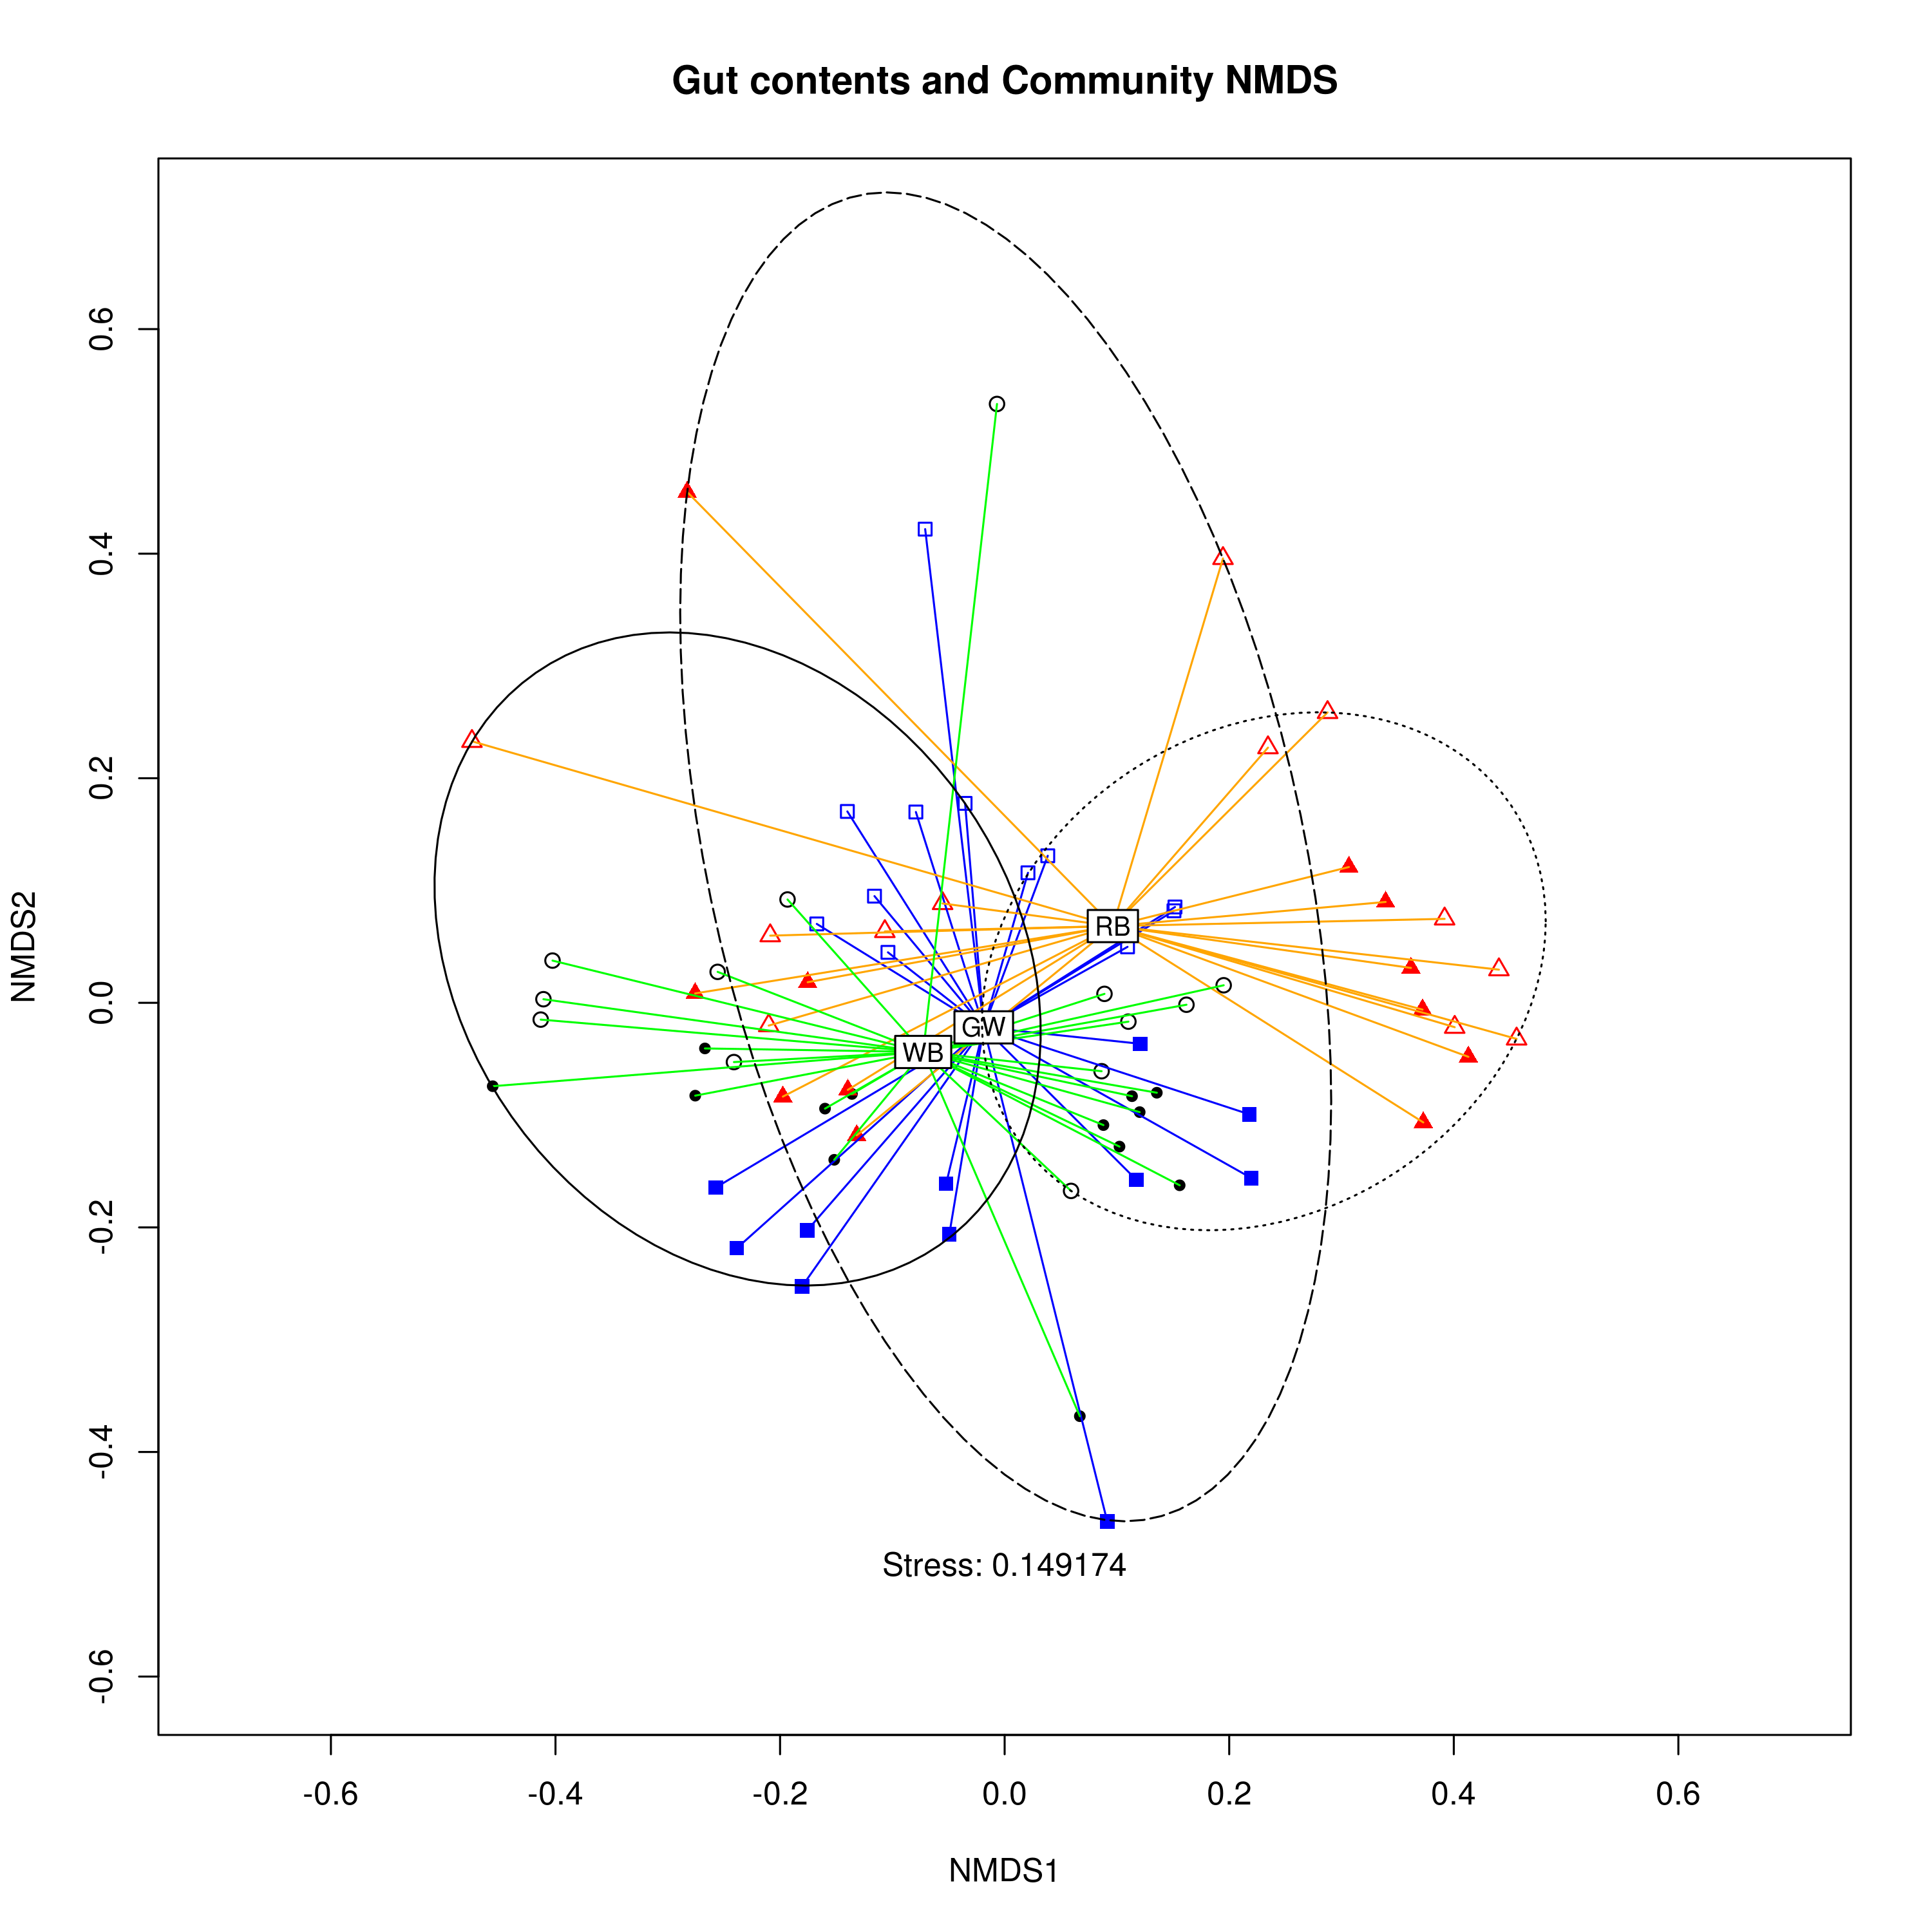 Gut contents and Community NMDS
NMDS2
0.6
0.4
0.2
0.0
-0.2
-0.4
-0.6
RB
GW
WB
Stress: 0.149174
-0.6 -0.4 -0.2 0.0 0.2 0.4 0.6
NMDS1